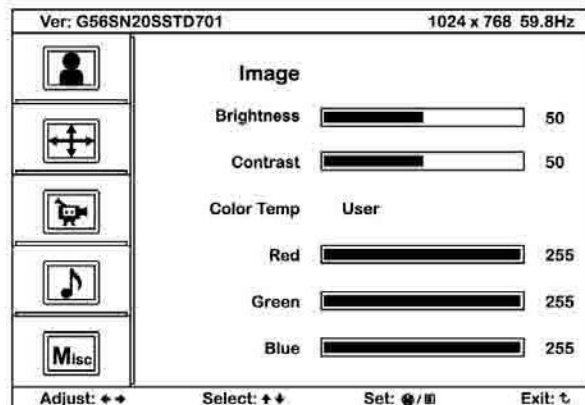 Ver: G56SN20SSTD701 1024 x 768 59.8Hz
Image
Brightness 50
Contrast 50
Color Temp User
Red 255
Green 255
Blue 255
Misc
Adjust: Select: Set: / Exit: